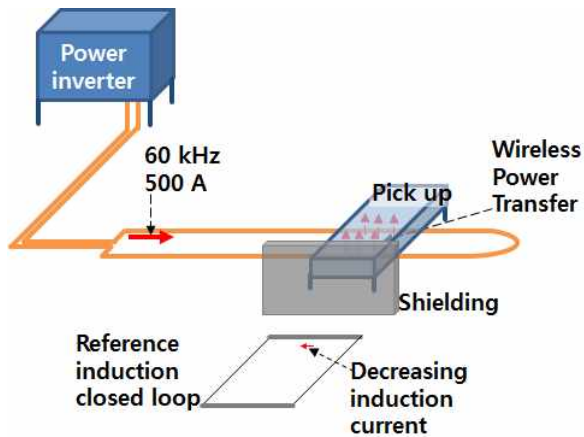 Power
inverter
60 kHz
500 A
Pick up
Wireless
Power
Transfer
Shielding
Reference
induction
closed loop
Decreasing
induction
current